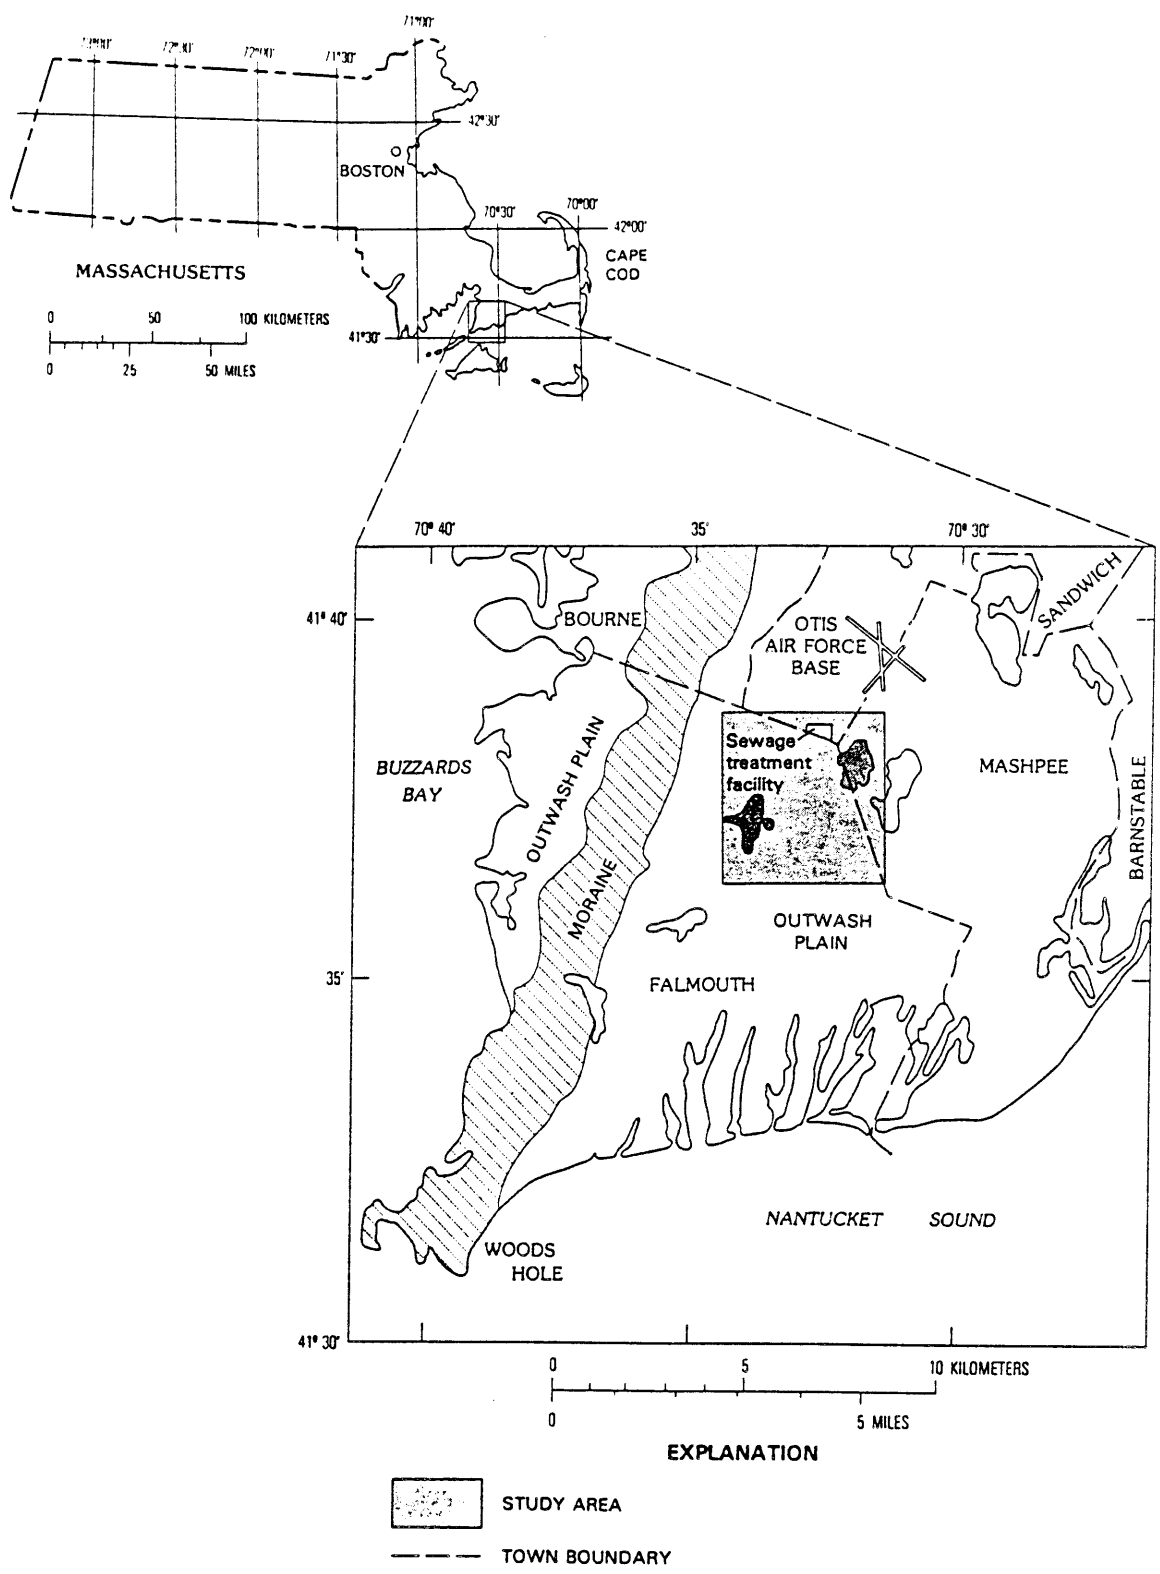 71°00'
73°00'
72°30'
72°00'
71°30'
42°30'
BOSTON
70°30'
70°00'
42°00'
CAPE
COD
MASSACHUSETTS
0 50 100 KILOMETERS
0 25 50 MILES
41°30'
70° 40'
35'
70° 30'
41° 40'
BOURNE
OTIS
AIR FORCE
BASE
SANDWICH
Sewage
treatment
facility
BUZZARDS
BAY
OUTWASH PLAIN
MASHPEE
BARNSTABLE
MORAINE
OUTWASH
PLAIN
35'
FALMOUTH
NANTUCKET SOUND
WOODS
HOLE
41° 30'
0 5 10 KILOMETERS
0 5 MILES
EXPLANATION
STUDY AREA
TOWN BOUNDARY